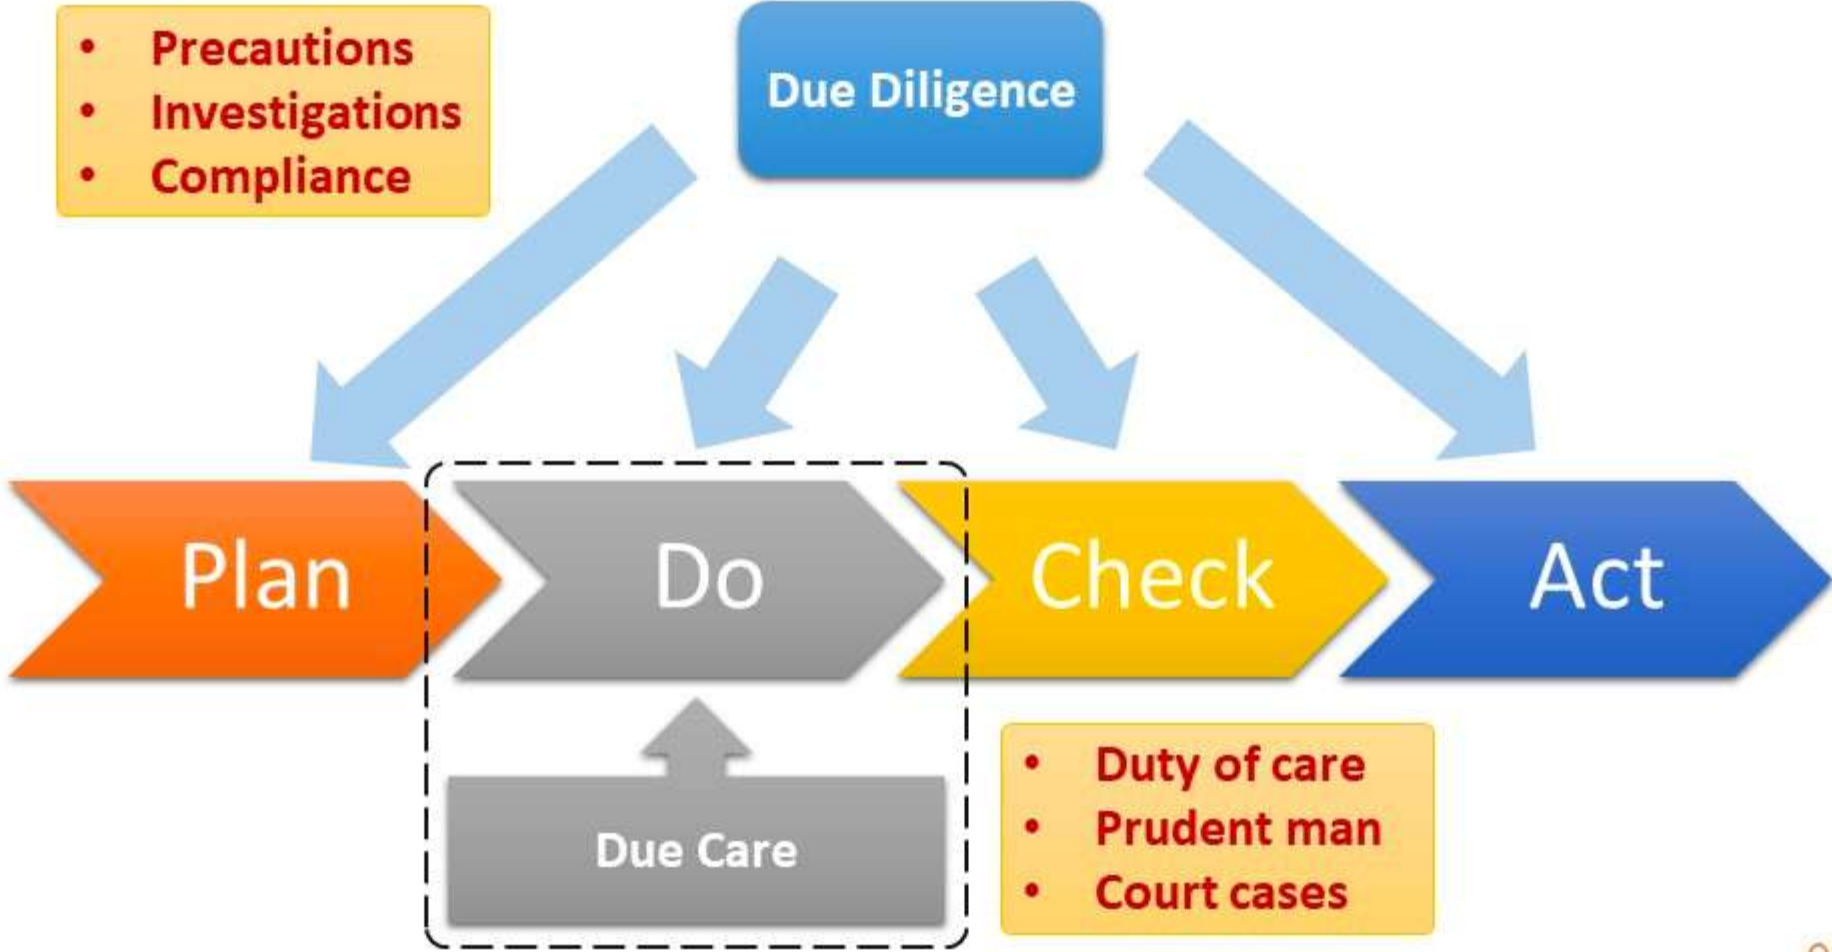 • Precautions
• Investigations
• Compliance
Due Diligence
Plan
Do
Check
Act
Due Care
• Duty of care
• Prudent man
• Court cases